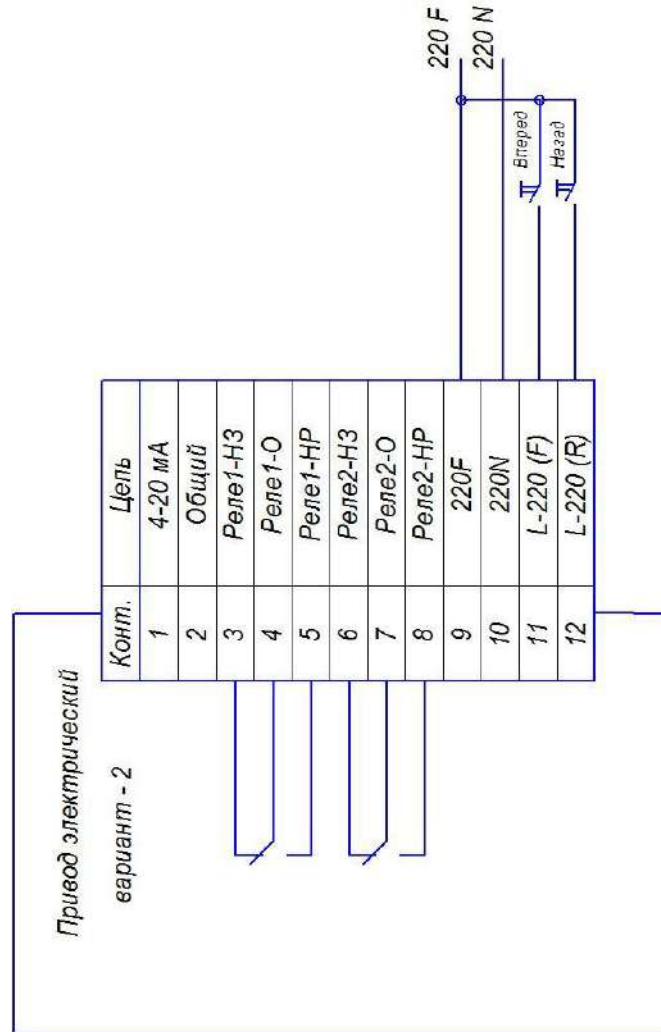 Привод электрический
вариант - 2
Конт. Цепь
1 4-20 мА
2 Общий
3 Реле1-НЗ
4 Реле1-О
5 Реле1-НР
6 Реле2-НЗ
7 Реле2-О
8 Реле2-НР
9 220F
10 220N
11 L-220 (F)
12 L-220 (R)
220 F
220 N
Вперед
Назад